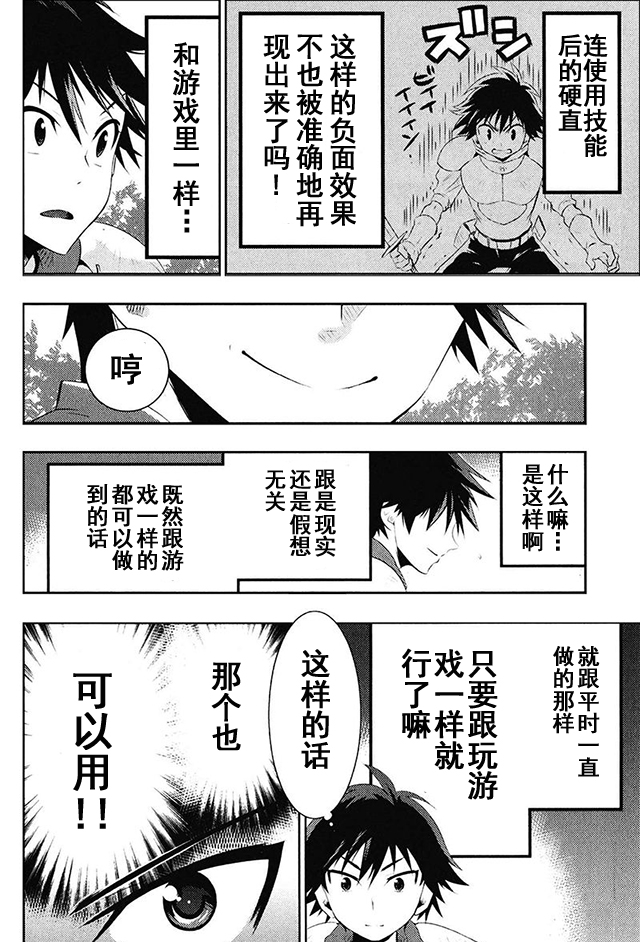 连使用技能
后的硬直
ズシ
ビイイン
这样的负面效果
不也被准确地再
现出来了吗！
和游戏里一样…
哼
什么嘛…
是这样啊
跟是现实
还是假想
无关
既然跟游
戏一样的
都可以做
到的话
就跟平时一直
做的那样
只要跟玩游
戏一样就
行了嘛
这样的话
那个也
可以用!!